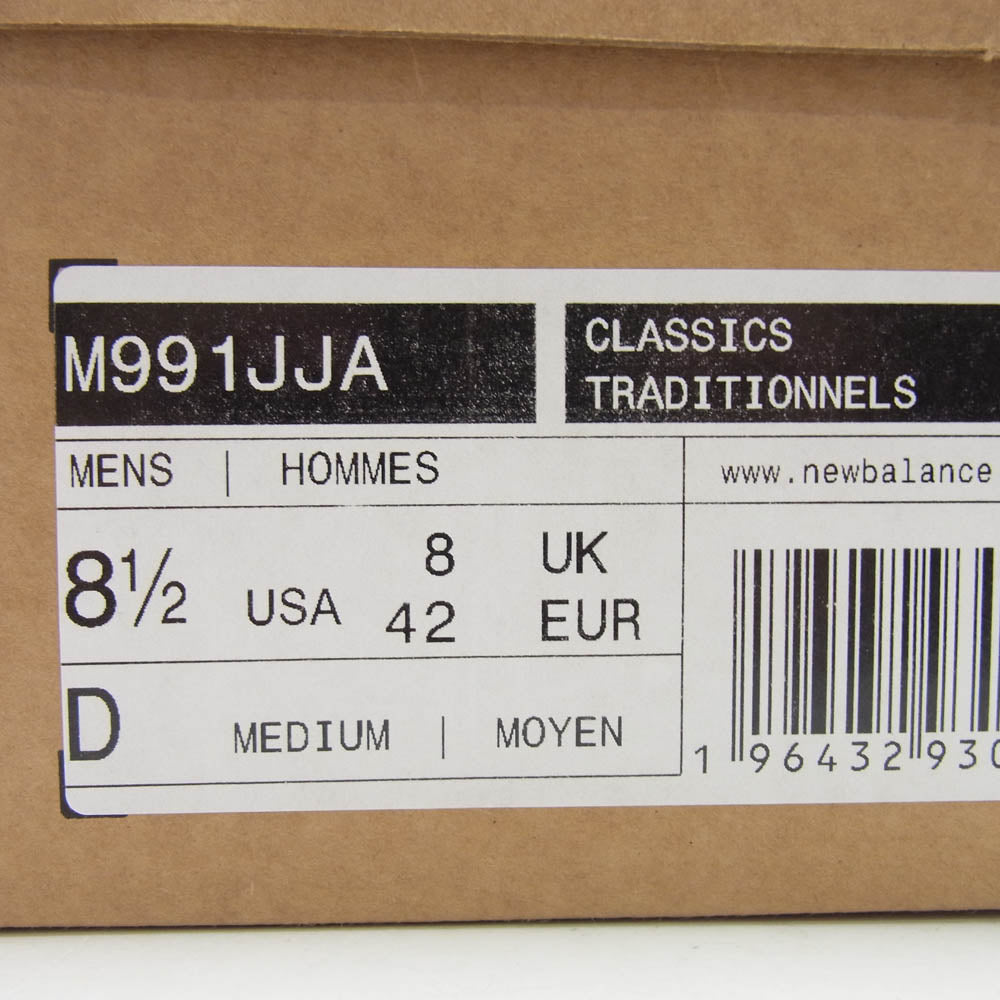 M991JJA
CLASSICS
TRADITIONNELS
MENS | HOMMES
www.newbalance
8½ USA
8 UK
42 EUR
D MEDIUM | MOYEN
1 96432 930